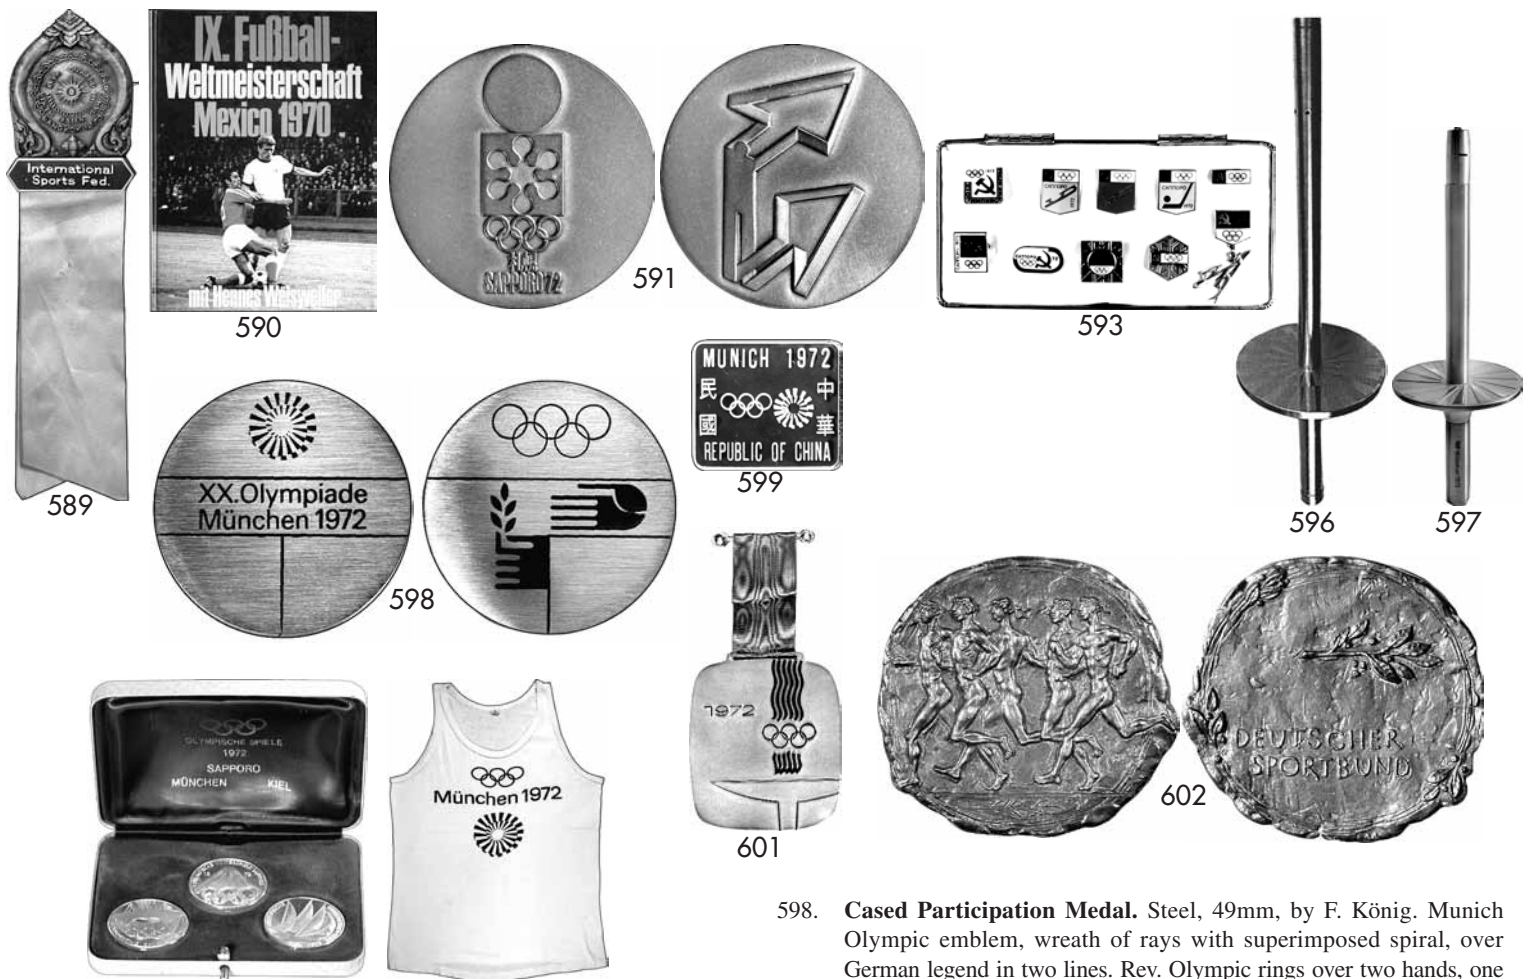 International
Sports Fed.
589
IX. Fußball-
Weltmeisterschaft
Mexico 1970
mit Hennes Weisweiler
590
SAPPORO'72
591
593
596
597
XX.Olympiade
München 1972
598
MUNICH 1972
民 中
國 華
REPUBLIC OF CHINA
599
1972
601
DEUTSCHER
SPORTBUND
602
OLYMPISCHE SPIELE
1972
SAPPORO
MÜNCHEN KIEL
München 1972
598. Cased Participation Medal. Steel, 49mm, by F. König. Munich
Olympic emblem, wreath of rays with superimposed spiral, over
German legend in two lines. Rev. Olympic rings over two hands, one